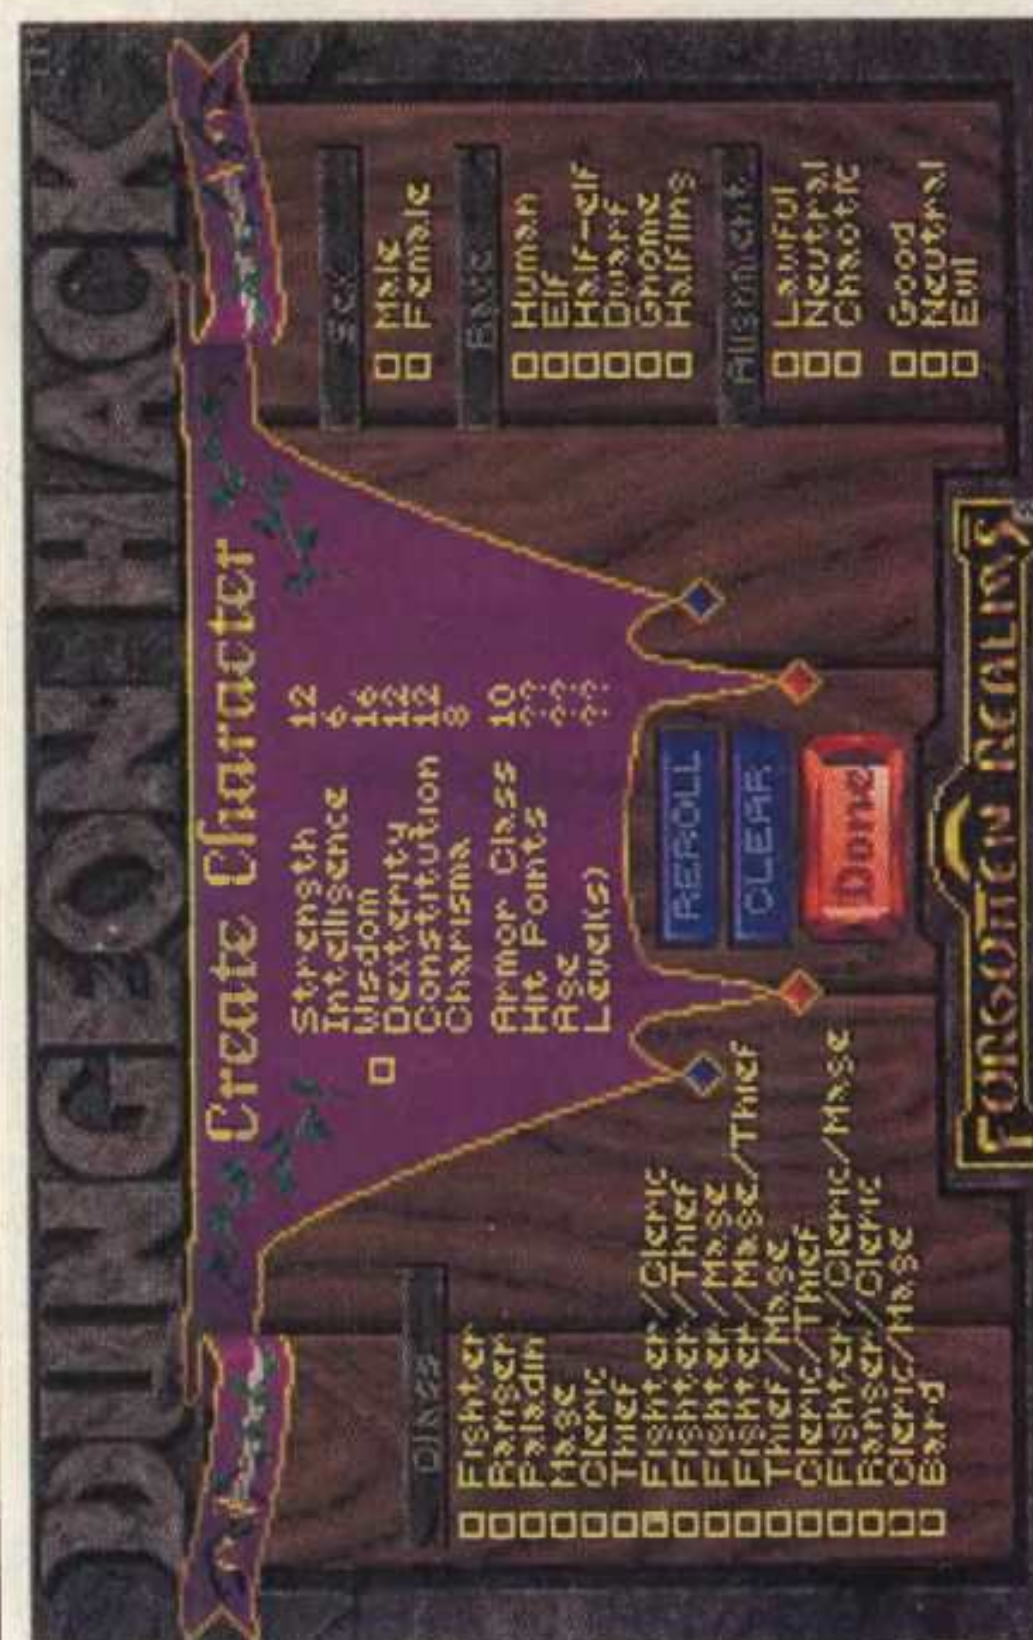 DUNGEON HACK
TM
Create Character
Strength 12
Intelligence 6
Wisdom 16
Dexterity 12
Constitution 12
Charisma 8
Armor Class 10
Hit Points ??
Age ??
Level(s) ??
REROLL
CLEAR
Done
Class
Fighter
Ranger
Paladin
Mage
Cleric
Thief
Fighter/Cleric
Fighter/Thief
Fighter/Mage
Fighter/Mage/Thief
Thief/Mage
Cleric/Thief
Fighter/Cleric/Mage
Ranger/Cleric
Cleric/Mage
Bard
Sex
Male
Female
Race
Human
Elf
Half-elf
Dwarf
Gnome
Halfling
Alignment
Lawful
Neutral
Chaotic
Good
Neutral
Evil
FORGOTTEN REALMS